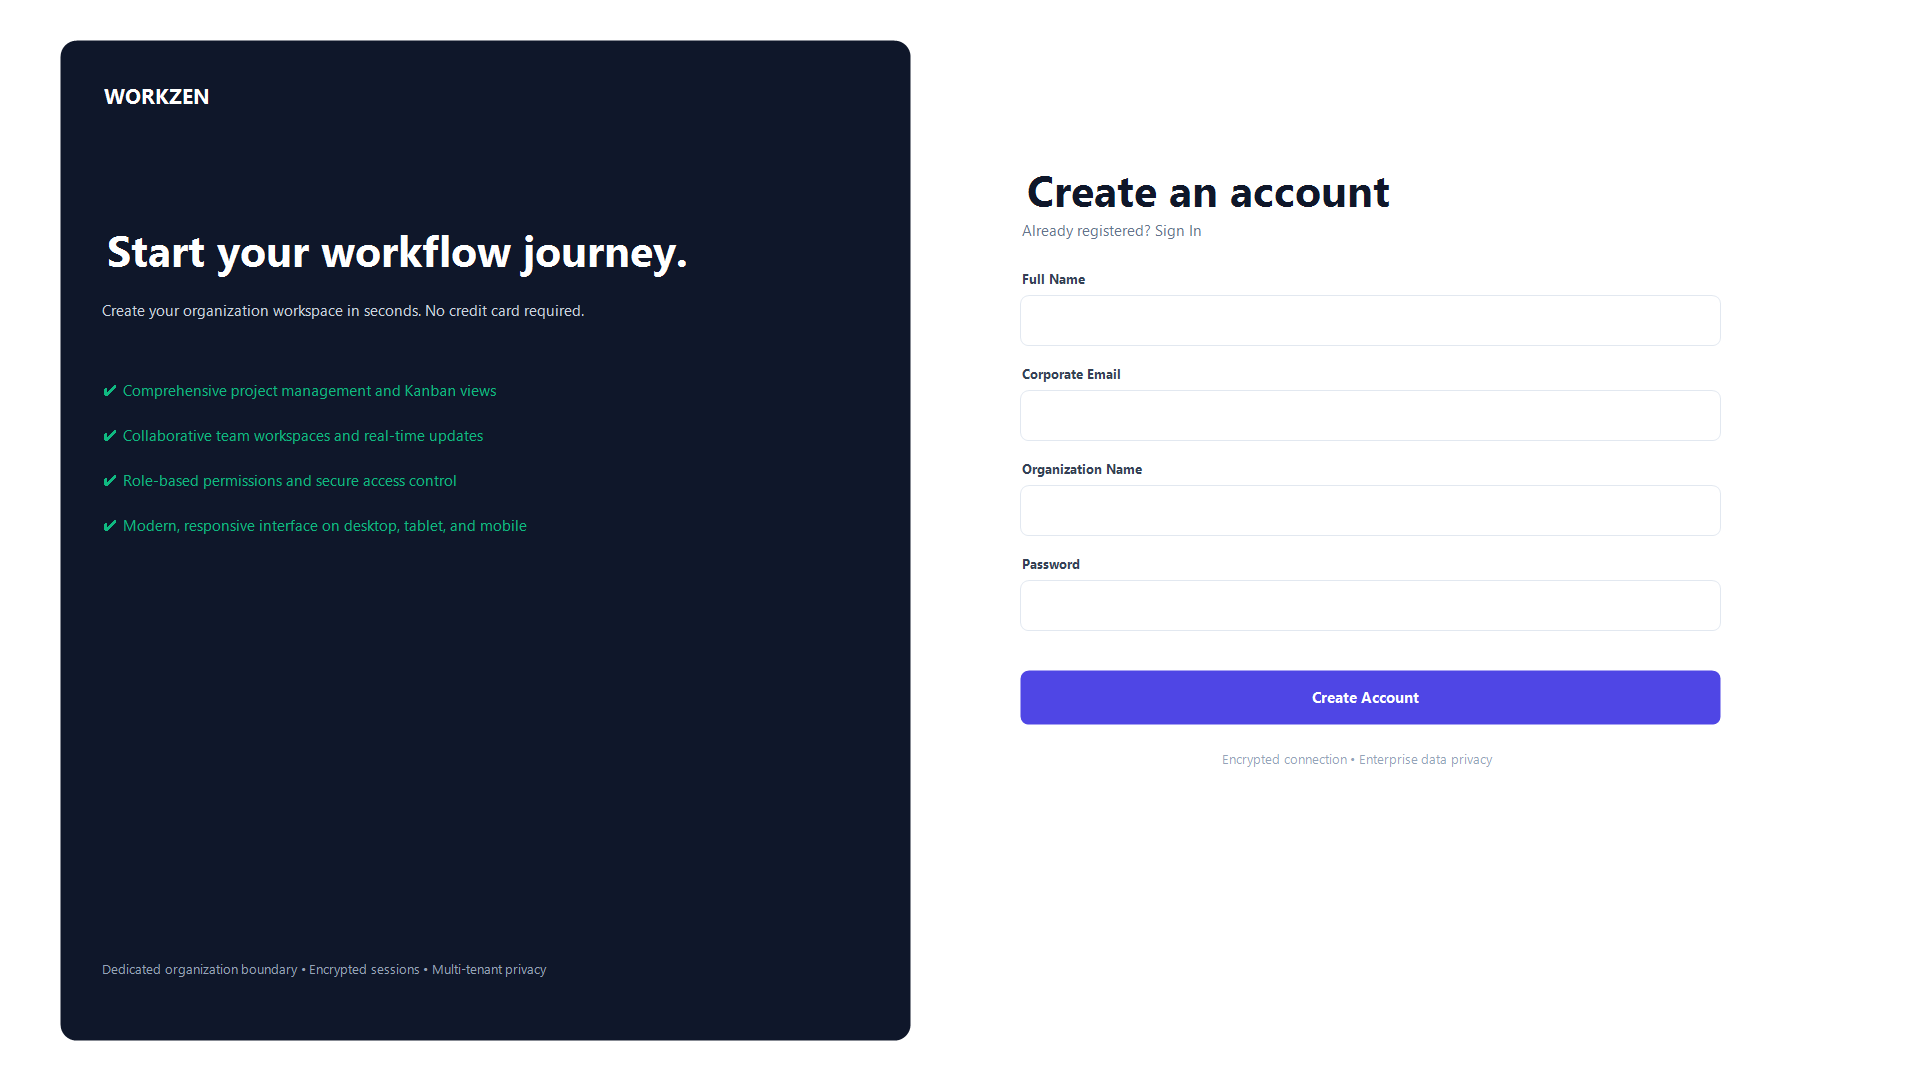 WORKZEN
Start your workflow journey.
Create your organization workspace in seconds. No credit card required.
✔ Comprehensive project management and Kanban views
✔ Collaborative team workspaces and real-time updates
✔ Role-based permissions and secure access control
✔ Modern, responsive interface on desktop, tablet, and mobile
Dedicated organization boundary • Encrypted sessions • Multi-tenant privacy
Create an account
Already registered? Sign In
Full Name
Corporate Email
Organization Name
Password
Create Account
Encrypted connection • Enterprise data privacy